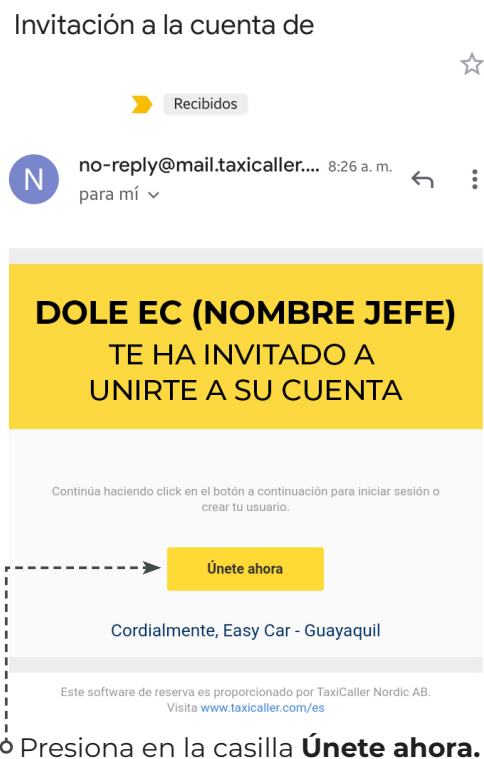 Invitación a la cuenta de
Recibidos
N
no-reply@mail.taxicaller.... 8:26 a. m.
para mí
DOLE EC (NOMBRE JEFE)
TE HA INVITADO A
UNIRTE A SU CUENTA
Continúa haciendo click en el botón a continuación para iniciar sesión o
crear tu usuario.
Únete ahora
Cordialmente, Easy Car - Guayaquil
Este software de reserva es proporcionado por TaxiCaller Nordic AB.
Visita www.taxicaller.com/es
Presiona en la casilla Únete ahora.